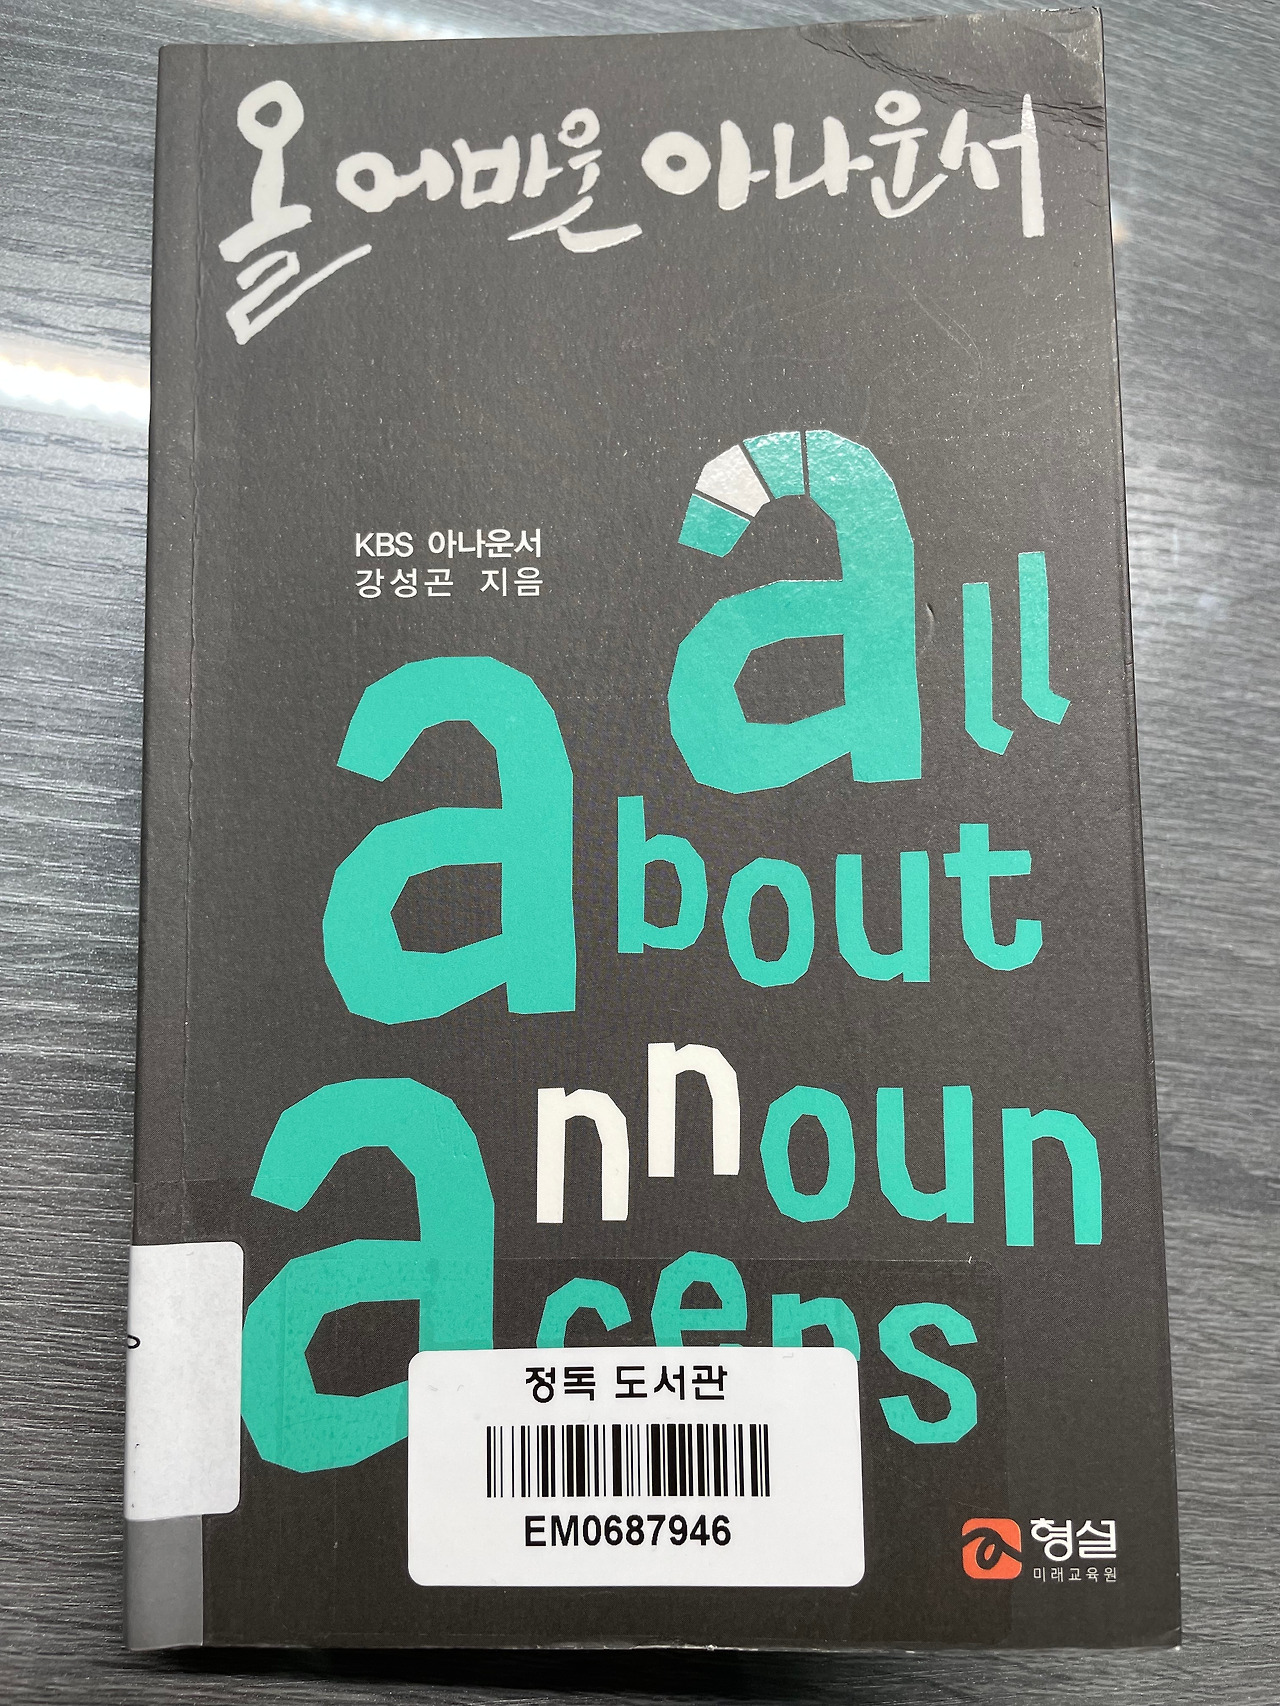 올 어바웃 아나운서
KBS 아나운서
강성곤 지음
all
about
announ
cers
정독 도서관
EM0687946
형설
미래교육원